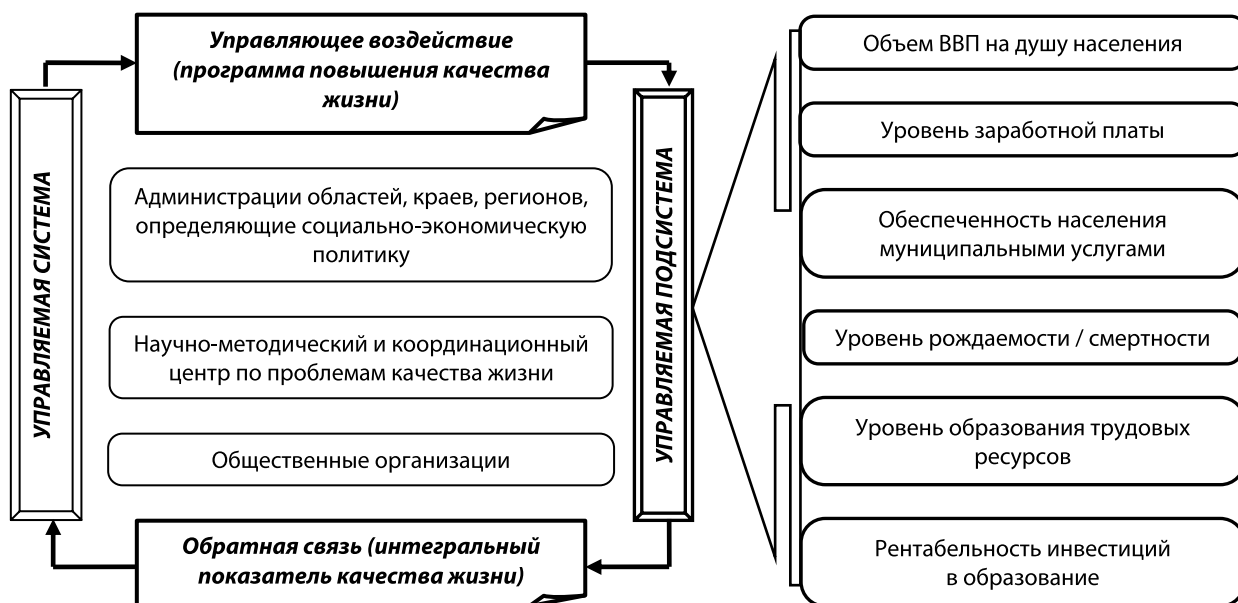 УПРАВЛЯЕМАЯ СИСТЕМА
Управляющее воздействие
(программа повышения качества
жизни)
Администрации областей, краев, регионов,
определяющие социально-экономическую
политику
Научно-методический и координационный
центр по проблемам качества жизни
Общественные организации
Обратная связь (интегральный
показатель качества жизни)
УПРАВЛЯЕМАЯ ПОДСИСТЕМА
Объем ВВП на душу населения
Уровень заработной платы
Обеспеченность населения
муниципальными услугами
Уровень рождаемости / смертности
Уровень образования трудовых
ресурсов
Рентабельность инвестиций
в образование